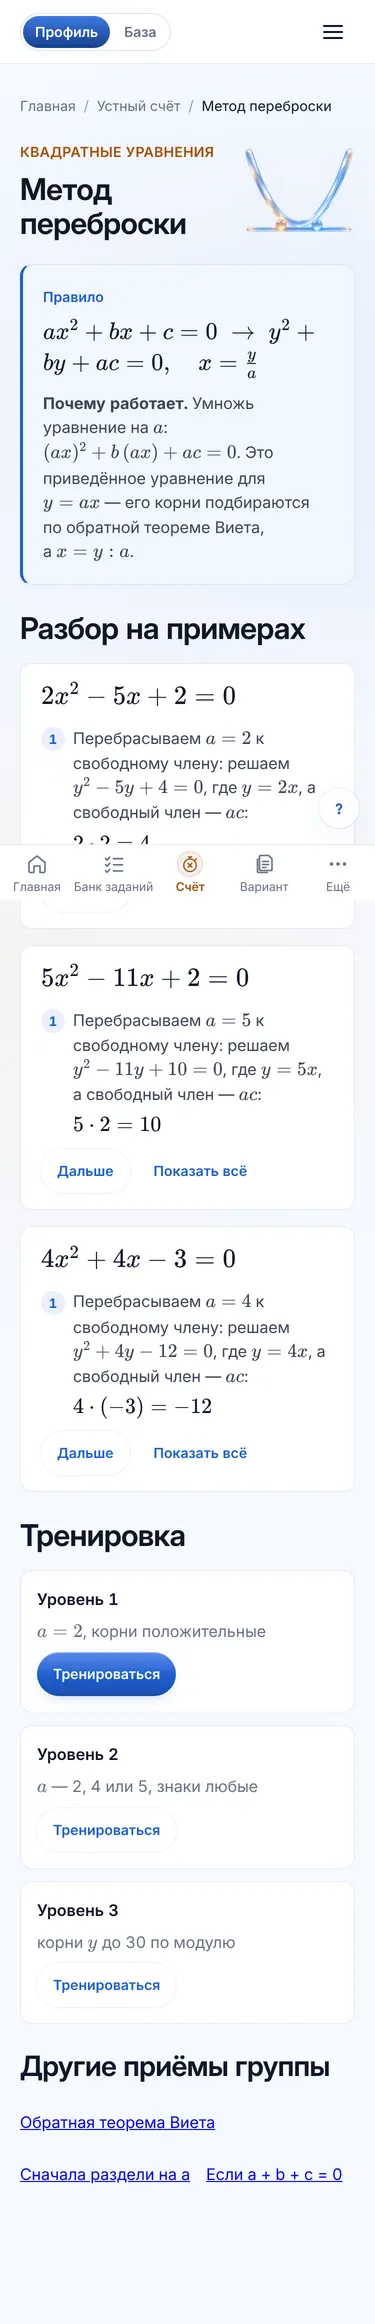 Профиль База
Главная / Устный счёт / Метод переброски
КВАДРАТНЫЕ УРАВНЕНИЯ
Метод
переброски
Правило
ax² + bx + c = 0 → y² +
by + ac = 0, x = y/a
Почему работает. Умножь
уравнение на a:
(ax)² + b (ax) + ac = 0. Это
приведённое уравнение для
y = ax — его корни подбираются
по обратной теореме Виета,
а x = y : a.
Разбор на примерах
2x² − 5x + 2 = 0
1 Перебрасываем a = 2 к
свободному члену: решаем
y² − 5y + 4 = 0, где y = 2x, а
свободный член — ac:
?
2 · 2 = 4
Главная Банк заданий Счёт Вариант Ещё
5x² − 11x + 2 = 0
1 Перебрасываем a = 5 к
свободному члену: решаем
y² − 11y + 10 = 0, где y = 5x,
а свободный член — ac:
5 · 2 = 10
Дальше Показать всё
4x² + 4x − 3 = 0
1 Перебрасываем a = 4 к
свободному члену: решаем
y² + 4y − 12 = 0, где y = 4x, а
свободный член — ac:
4 · (−3) = −12
Дальше Показать всё
Тренировка
Уровень 1
a = 2, корни положительные
Тренироваться
Уровень 2
a — 2, 4 или 5, знаки любые
Тренироваться
Уровень 3
корни y до 30 по модулю
Тренироваться
Другие приёмы группы
Обратная теорема Виета
Сначала раздели на a Если a + b + c = 0